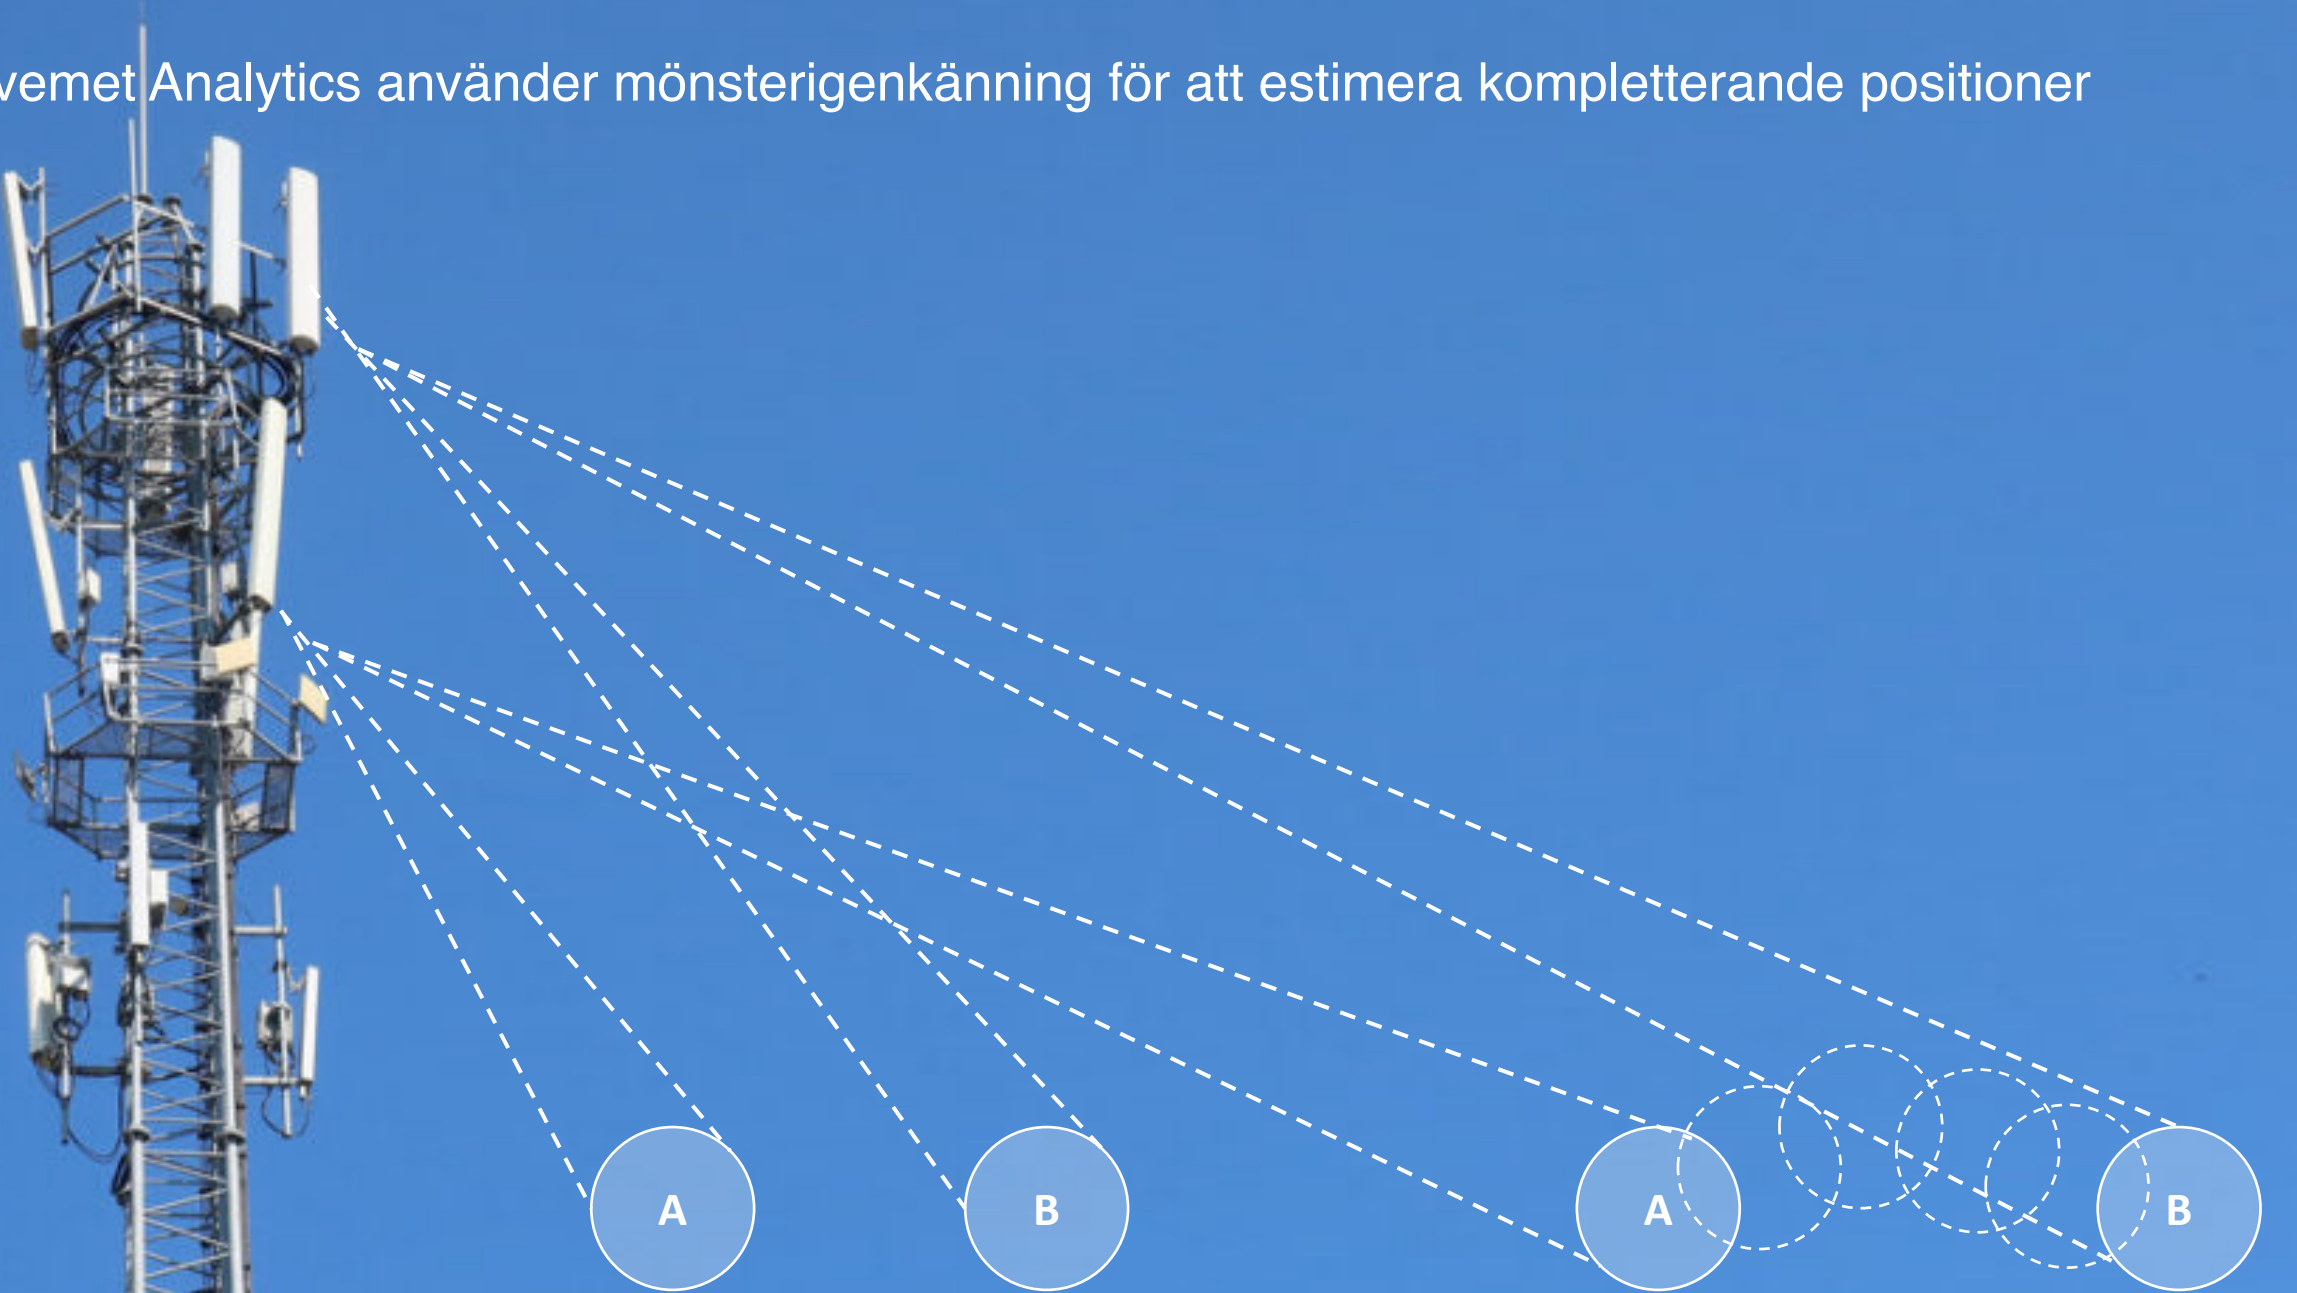 vemet Analytics använder mönsterigenkänning för att estimera kompletterande positioner
A
B
A
B